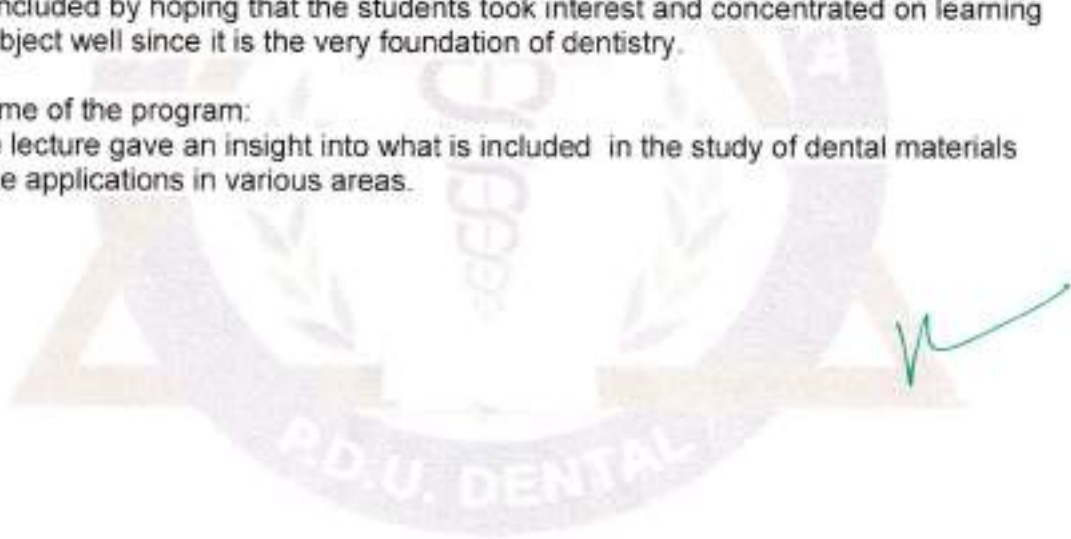 ncluded by hoping that the students took interest and concentrated on learning
bject well since it is the very foundation of dentistry.
me of the program:
e lecture gave an insight into what is included in the study of dental materials
e applications in various areas.
A
P.D.U. DENTAL